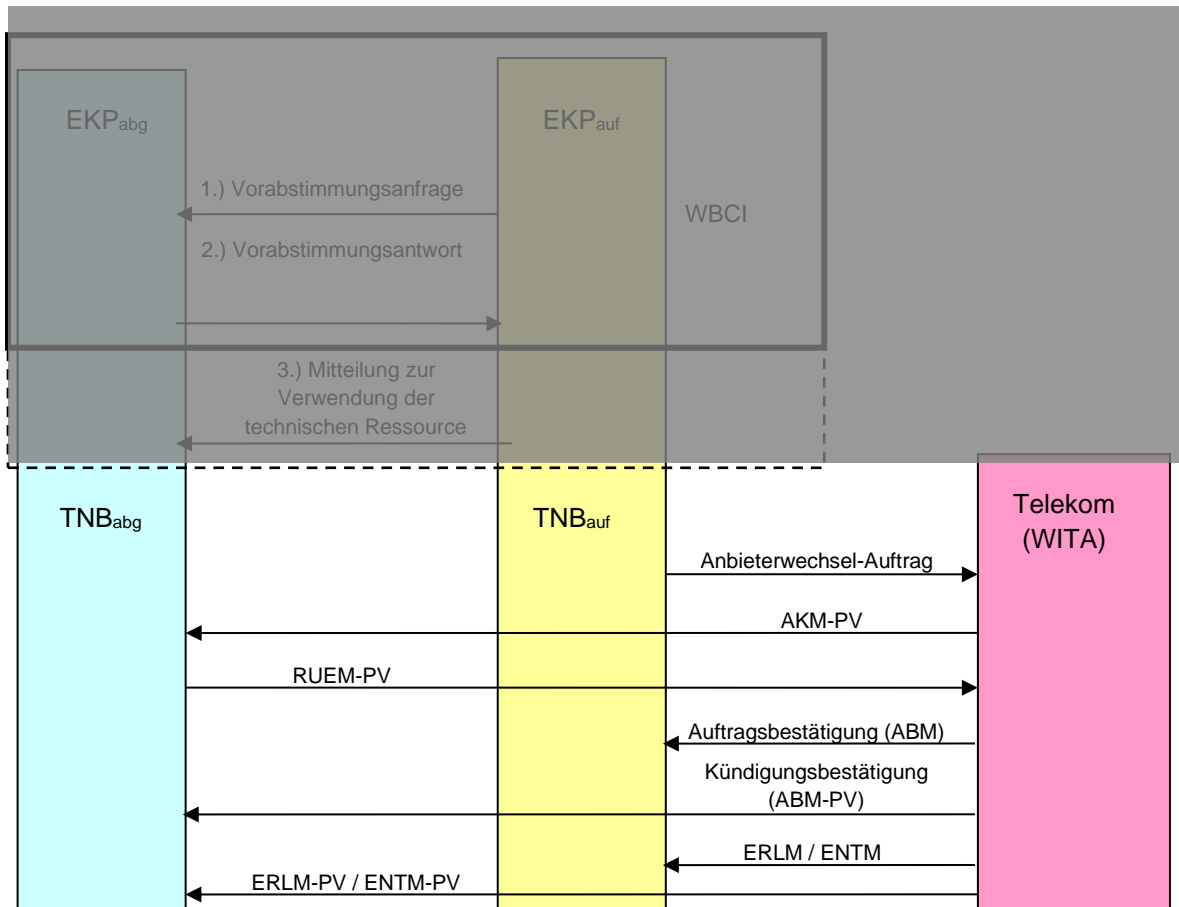 EKPabg
EKPauf
1.) Vorabstimmungsanfrage
WBCI
2.) Vorabstimmungsantwort
3.) Mitteilung zur
Verwendung der
technischen Ressource
TNBabg
TNBauf
Telekom
(WITA)
Anbieterwechsel-Auftrag
AKM-PV
RUEM-PV
Auftragsbestätigung (ABM)
Kündigungsbestätigung
(ABM-PV)
ERLM / ENTM
ERLM-PV / ENTM-PV